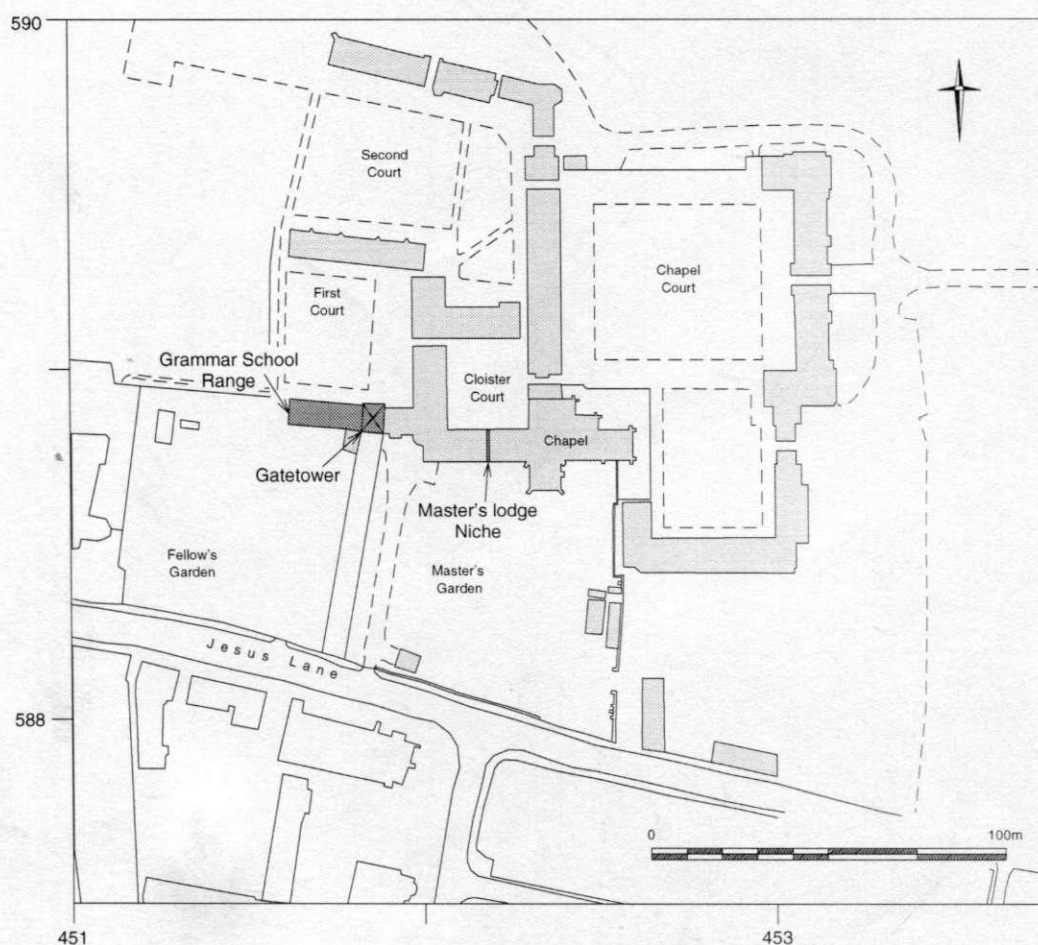 590
Second
Court
Chapel
Court
First
Court
Grammar School
Range
Cloister
Court
Chapel
Gatetower
Master's lodge
Niche
Fellow's
Garden
Master's
Garden
Jesus Lane
588
0
100m
451
453